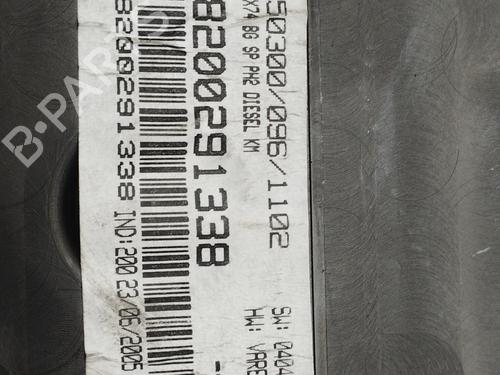 50300/096/1102
X74 BG SP PH2 DIESEL KM
8200291338
8200291338 IND:200 23/06/2005
SW: 0404
HW: VARE
B-PARTS